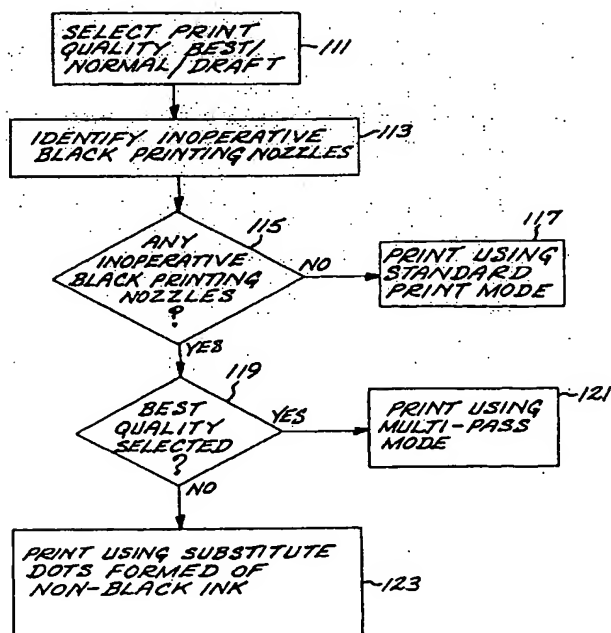 SELECT PRINT
QUALITY BEST/
NORMAL/DRAFT
111
IDENTIFY INOPERATIVE
BLACK PRINTING NOZZLES
113
115
ANY
INOPERATIVE
BLACK PRINTING
NOZZLES
?
NO
117
PRINT USING
STANDARD
PRINT MODE
YES
119
BEST
QUALITY
SELECTED
?
YES
121
PRINT USING
MULTI-PASS
MODE
NO
PRINT USING SUBSTITUTE
DOTS FORMED OF
NON-BLACK INK
123